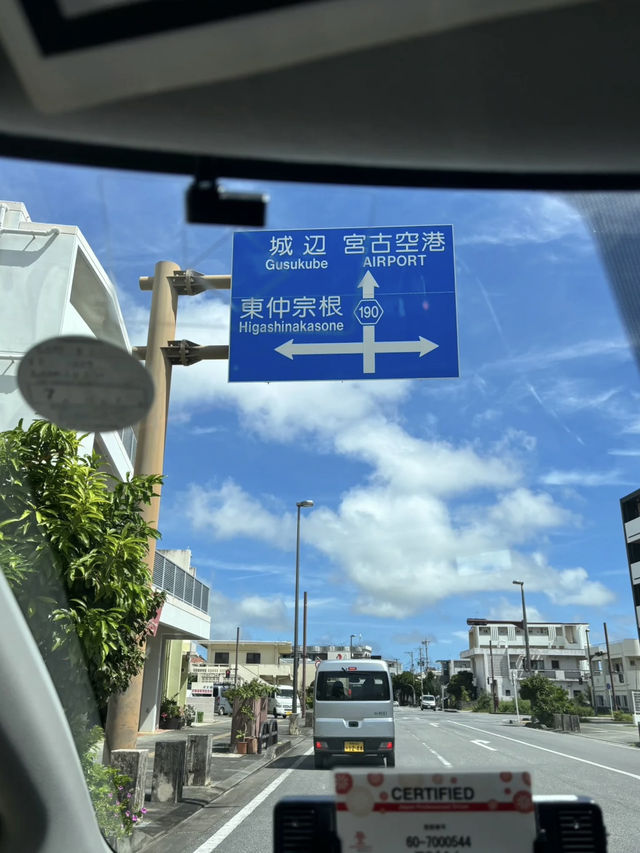 城辺 宮古空港
Gusukube AIRPORT
東仲宗根
Higashinakasone
190
CERTIFIED
60-7000544